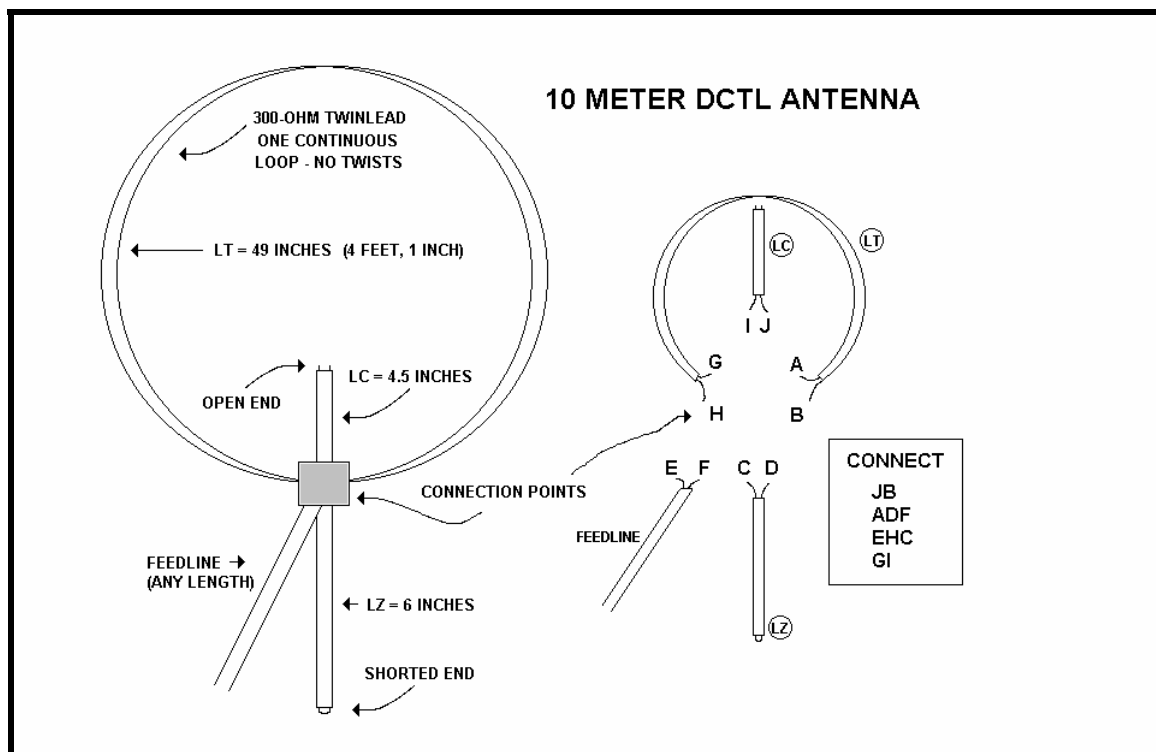 10 METER DCTL ANTENNA
300-OHM TWINLEAD
ONE CONTINUOUS
LOOP - NO TWISTS
LT = 49 INCHES (4 FEET, 1 INCH)
LC = 4.5 INCHES
OPEN END
CONNECTION POINTS
FEEDLINE
(ANY LENGTH)
LZ = 6 INCHES
SHORTED END
LC
LT
I J
G
A
H
B
E F C D
FEEDLINE
LZ
CONNECT
JB
ADF
EHC
GI